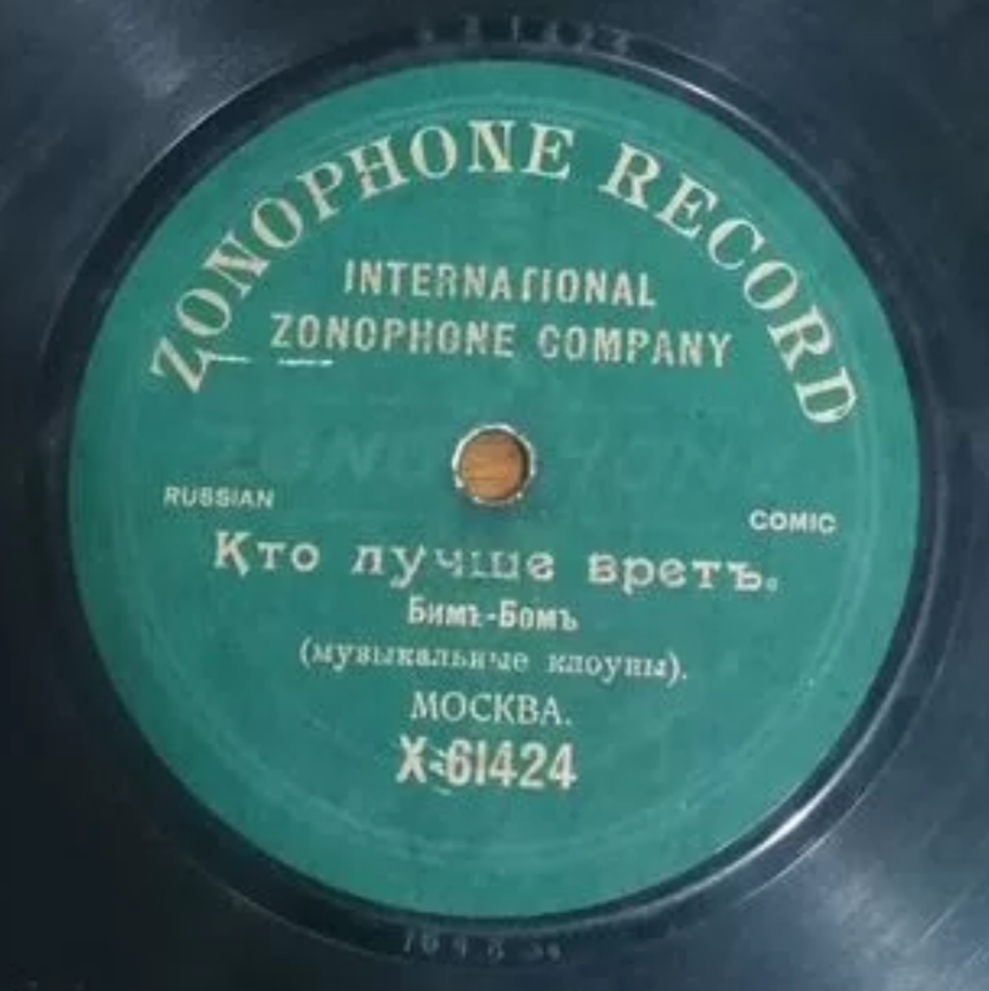 ZONOPHONE RECORD
INTERNATIONAL
ZONOPHONE COMPANY
RUSSIAN
COMIC
Кто лучше вретъ.
Бимъ-Бомъ
(музыкальные клоуны).
МОСКВА.
X-61424